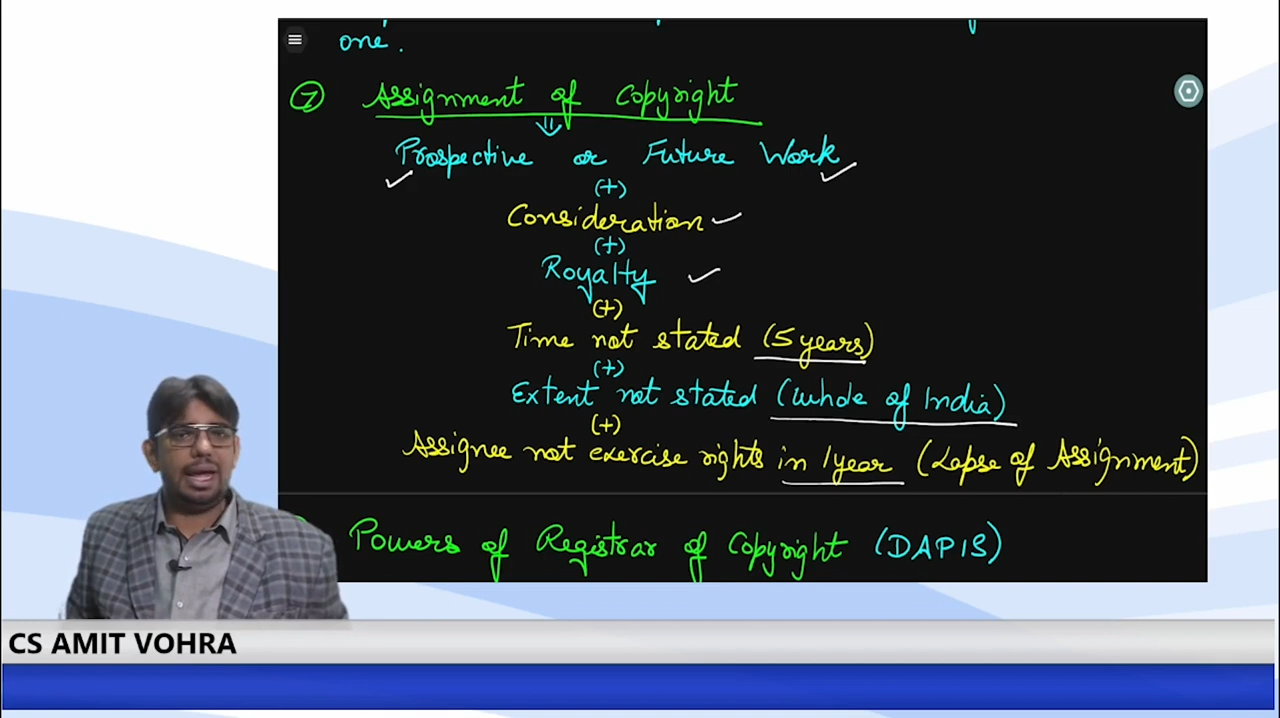 one'.
7 Assignment of Copyright
Prospective or Future Work
(+)
Consideration
(+)
Royalty
(+)
Time not stated (5 years)
(+)
Extent not stated (Whole of India)
(+)
Assignee not exercise rights in 1 year (Lapse of Assignment)
Powers of Registrar of Copyright (DAPIS)
CS AMIT VOHRA